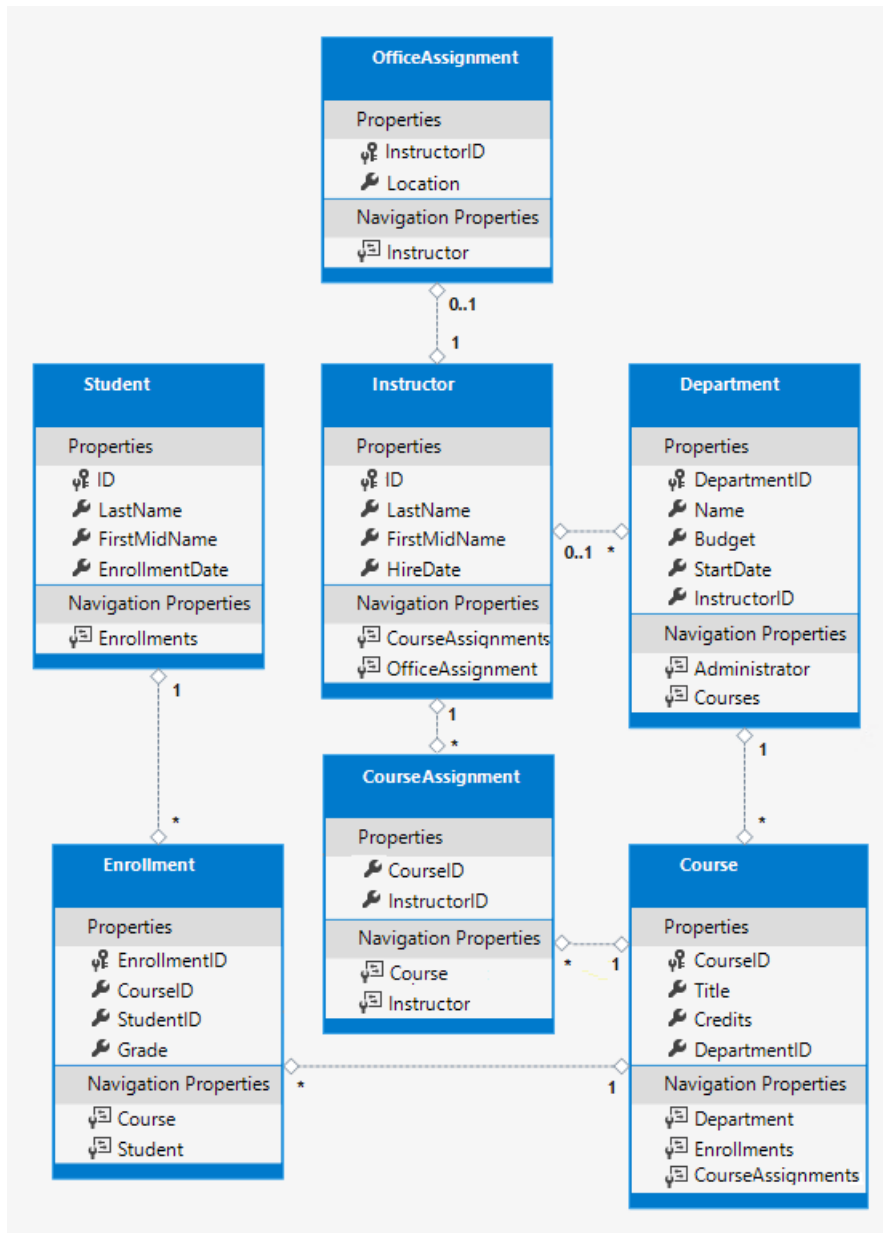 OfficeAssignment
Properties
InstructorID
Location
Navigation Properties
Instructor
0..1
1
Student
Properties
ID
LastName
FirstMidName
EnrollmentDate
Navigation Properties
Enrollments
Instructor
Properties
ID
LastName
FirstMidName
HireDate
Navigation Properties
CourseAssignments
OfficeAssignment
0..1 *
Department
Properties
DepartmentID
Name
Budget
StartDate
InstructorID
Navigation Properties
Administrator
Courses
1
*
1
*
1
*
Enrollment
Properties
EnrollmentID
CourseID
StudentID
Grade
Navigation Properties
Course
Student
CourseAssignment
Properties
CourseID
InstructorID
Navigation Properties
Course
Instructor
* 1
* 1
Course
Properties
CourseID
Title
Credits
DepartmentID
Navigation Properties
Department
Enrollments
CourseAssignments